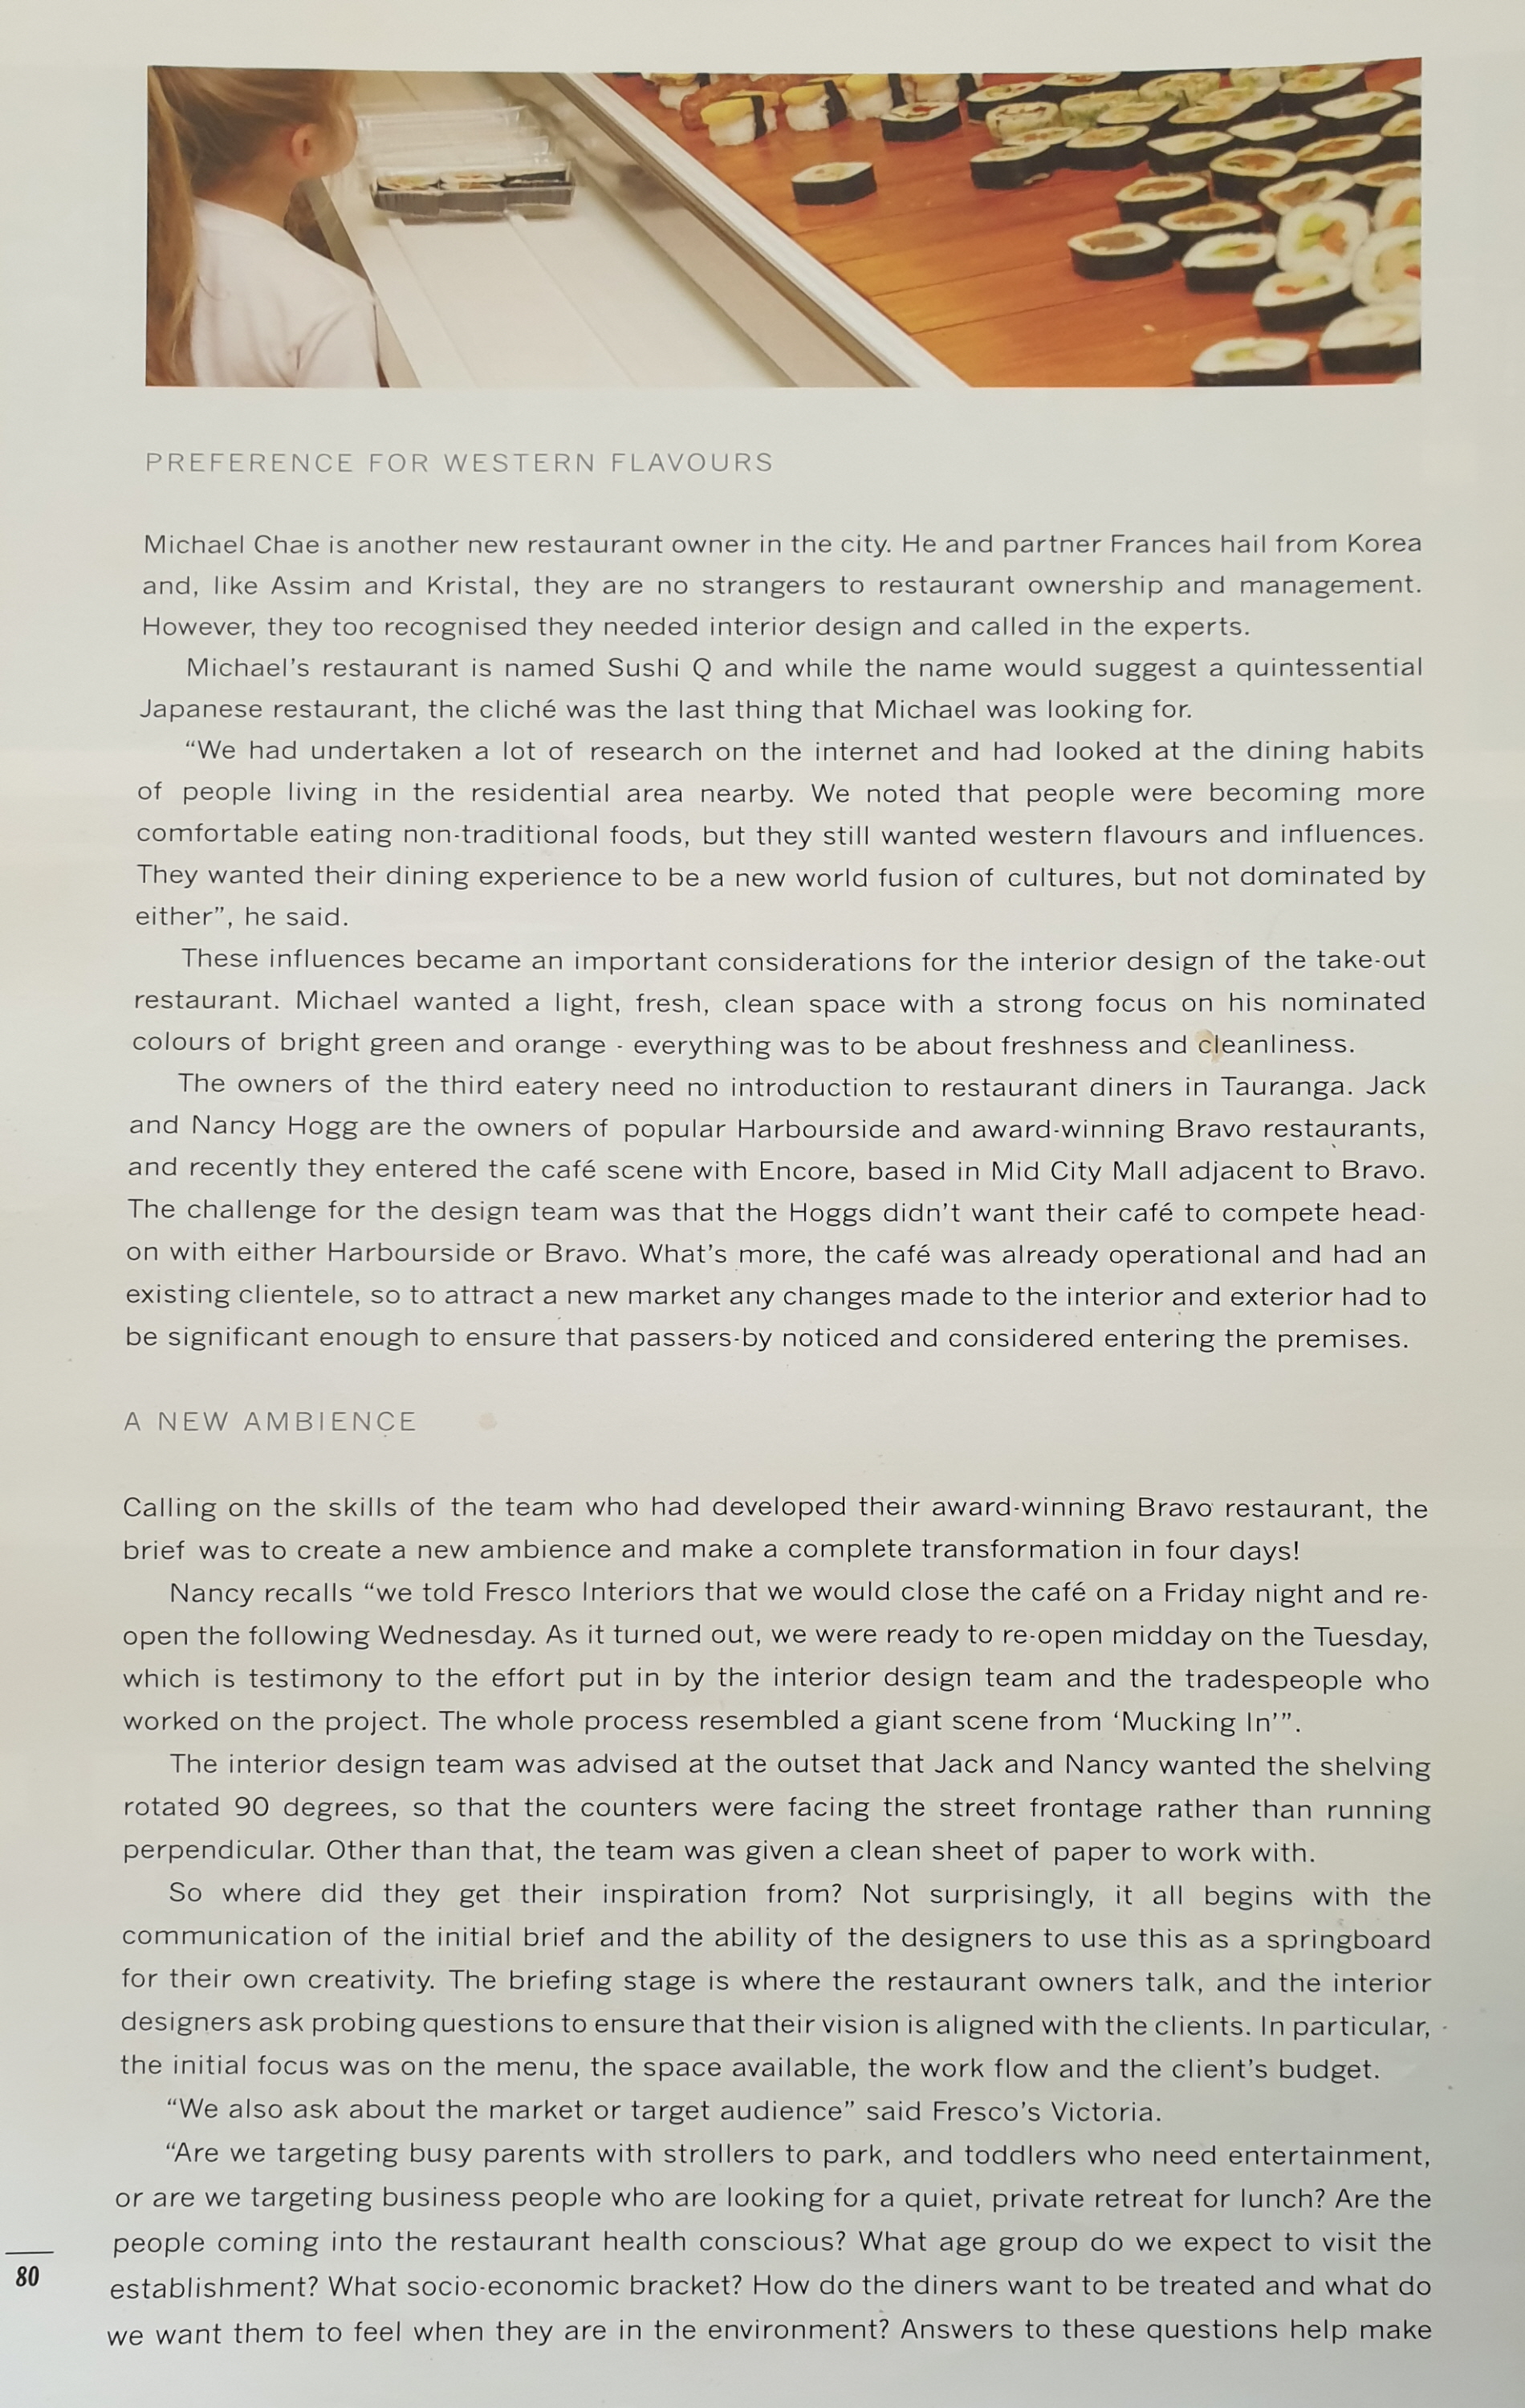 PREFERENCE FOR WESTERN FLAVOURS
Michael Chae is another new restaurant owner in the city. He and partner Frances hail from Korea
and, like Assim and Kristal, they are no strangers to restaurant ownership and management.
However, they too recognised they needed interior design and called in the experts.
Michael's restaurant is named Sushi Q and while the name would suggest a quintessential
Japanese restaurant, the cliché was the last thing that Michael was looking for.
“We had undertaken a lot of research on the internet and had looked at the dining habits
of people living in the residential area nearby. We noted that people were becoming more
comfortable eating non-traditional foods, but they still wanted western flavours and influences.
They wanted their dining experience to be a new world fusion of cultures, but not dominated by
either”, he said.
These influences became an important considerations for the interior design of the take-out
restaurant. Michael wanted a light, fresh, clean space with a strong focus on his nominated
colours of bright green and orange - everything was to be about freshness and cleanliness.
The owners of the third eatery need no introduction to restaurant diners in Tauranga. Jack
and Nancy Hogg are the owners of popular Harbourside and award-winning Bravo restaurants,
and recently they entered the café scene with Encore, based in Mid City Mall adjacent to Bravo.
The challenge for the design team was that the Hoggs didn't want their café to compete head-
on with either Harbourside or Bravo. What's more, the café was already operational and had an
existing clientele, so to attract a new market any changes made to the interior and exterior had to
be significant enough to ensure that passers-by noticed and considered entering the premises.
A NEW AMBIENCE
Calling on the skills of the team who had developed their award-winning Bravo restaurant, the
brief was to create a new ambience and make a complete transformation in four days!
Nancy recalls “we told Fresco Interiors that we would close the café on a Friday night and re-
open the following Wednesday. As it turned out, we were ready to re-open midday on the Tuesday,
which is testimony to the effort put in by the interior design team and the tradespeople who
worked on the project. The whole process resembled a giant scene from ‘Mucking In’”.
The interior design team was advised at the outset that Jack and Nancy wanted the shelving
rotated 90 degrees, so that the counters were facing the street frontage rather than running
perpendicular. Other than that, the team was given a clean sheet of paper to work with.
So where did they get their inspiration from? Not surprisingly, it all begins with the
communication of the initial brief and the ability of the designers to use this as a springboard
for their own creativity. The briefing stage is where the restaurant owners talk, and the interior
designers ask probing questions to ensure that their vision is aligned with the clients. In particular,
the initial focus was on the menu, the space available, the work flow and the client's budget.
“We also ask about the market or target audience” said Fresco's Victoria.
“Are we targeting busy parents with strollers to park, and toddlers who need entertainment,
or are we targeting business people who are looking for a quiet, private retreat for lunch? Are the
people coming into the restaurant health conscious? What age group do we expect to visit the
establishment? What socio-economic bracket? How do the diners want to be treated and what do
we want them to feel when they are in the environment? Answers to these questions help make
80